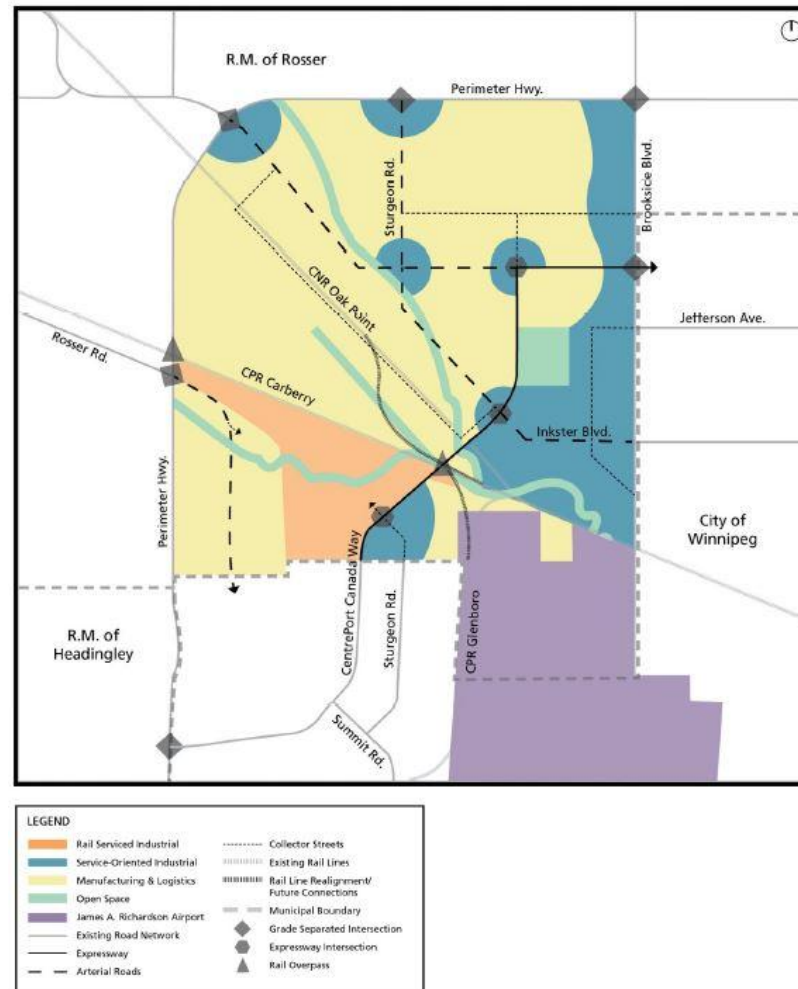 R.M. of Rosser
Perimeter Hwy.
Sturgeon Rd.
Brookside Blvd.
CNR Oak Point
Jefferson Ave.
Rosser Rd.
CPR Carberry
Inkster Blvd.
Perimeter Hwy.
City of
Winnipeg
CentrePort Canada Way
Sturgeon Rd.
CPR Glenboro
R.M. of
Headingley
Summit Rd.
LEGEND
Rail Serviced Industrial
Service-Oriented Industrial
Manufacturing & Logistics
Open Space
James A. Richardson Airport
Existing Road Network
Expressway
Arterial Roads
Collector Streets
Existing Rail Lines
Rail Line Realignment/
Future Connections
Municipal Boundary
Grade Separated Intersection
Expressway Intersection
Rail Overpass